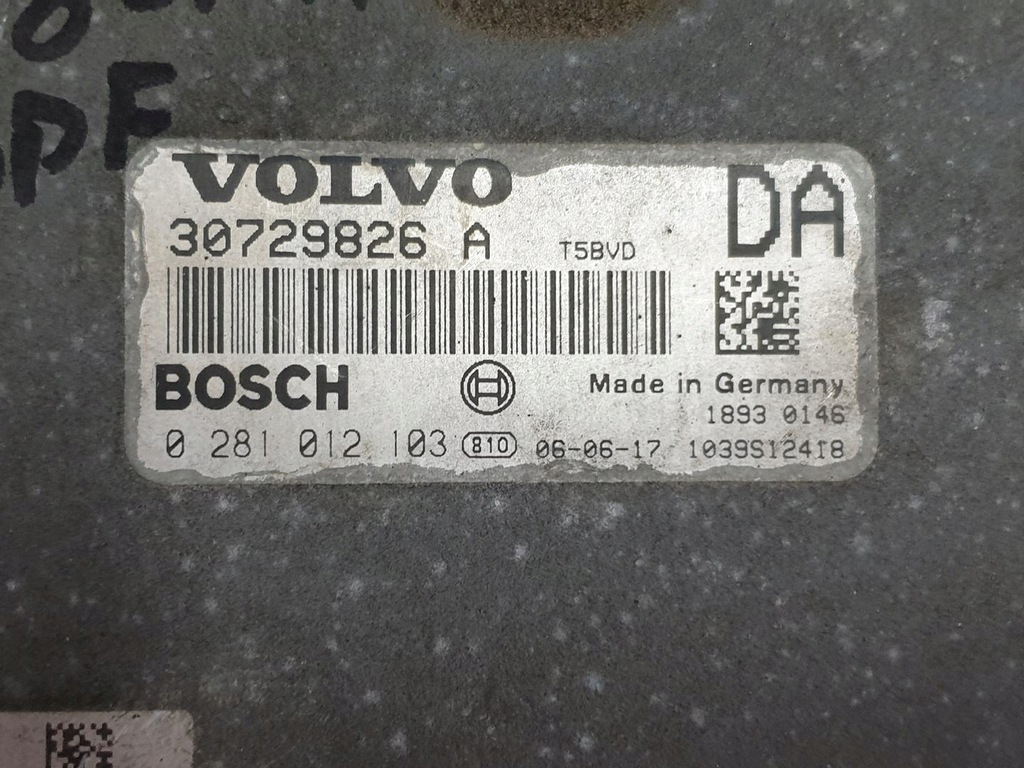 DPF
VOLVO
DA
30729826 A T5BVD
BOSCH
Made in Germany
1893 0146
0 281 012 103 810 06-06-17 1039S12418